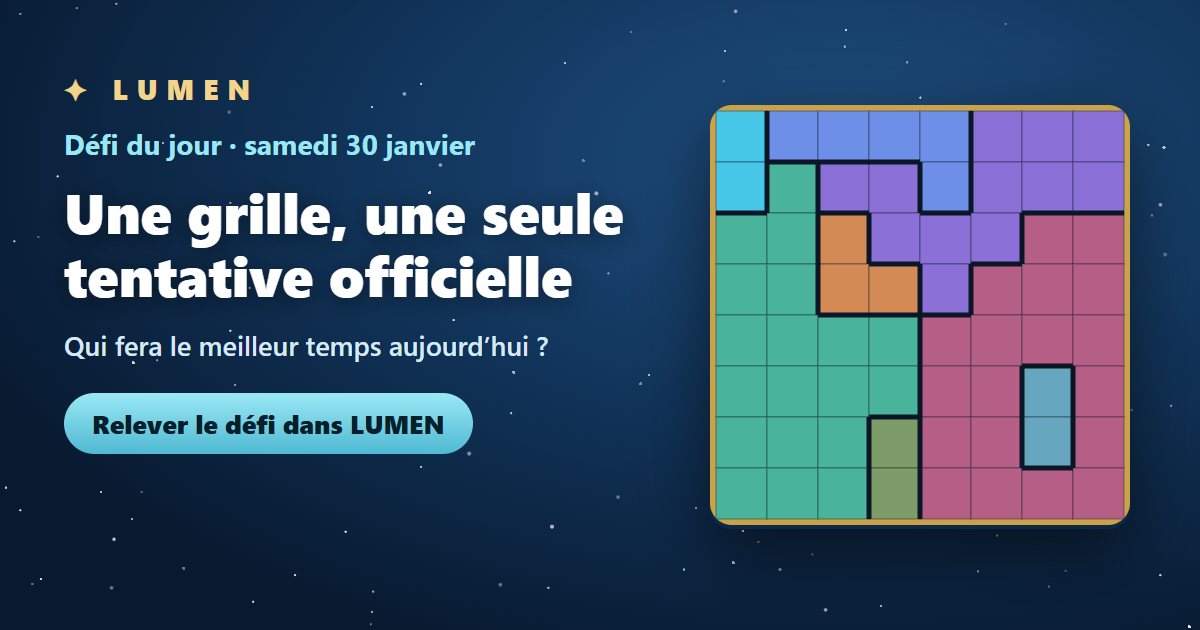 LUMEN
Défi du jour · samedi 30 janvier
Une grille, une seule
tentative officielle
Qui fera le meilleur temps aujourd’hui ?
Relever le défi dans LUMEN